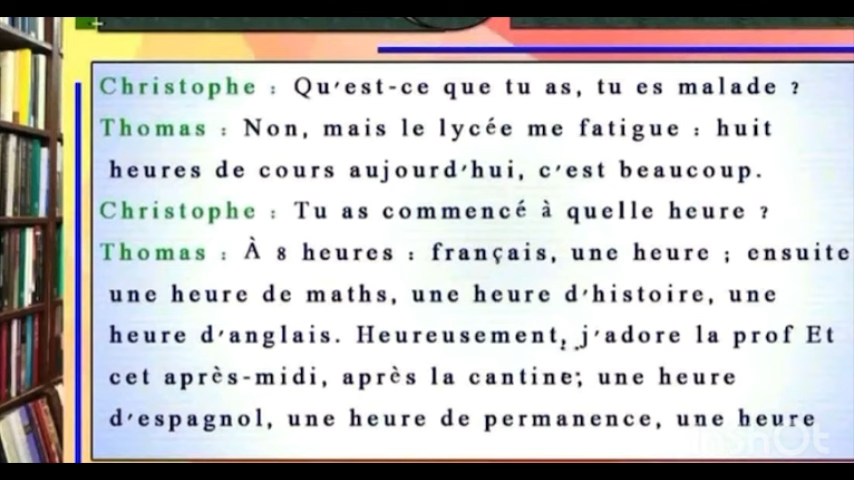 Christophe : Qu'est-ce que tu as, tu es malade ?
Thomas : Non, mais le lycée me fatigue : huit
heures de cours aujourd'hui, c'est beaucoup.
Christophe : Tu as commencé à quelle heure ?
Thomas : À 8 heures : français, une heure ; ensuite
une heure de maths, une heure d'histoire, une
heure d'anglais. Heureusement, j'adore la prof Et
cet après-midi, après la cantine; une heure
d'espagnol, une heure de permanence, une heure
InShOt